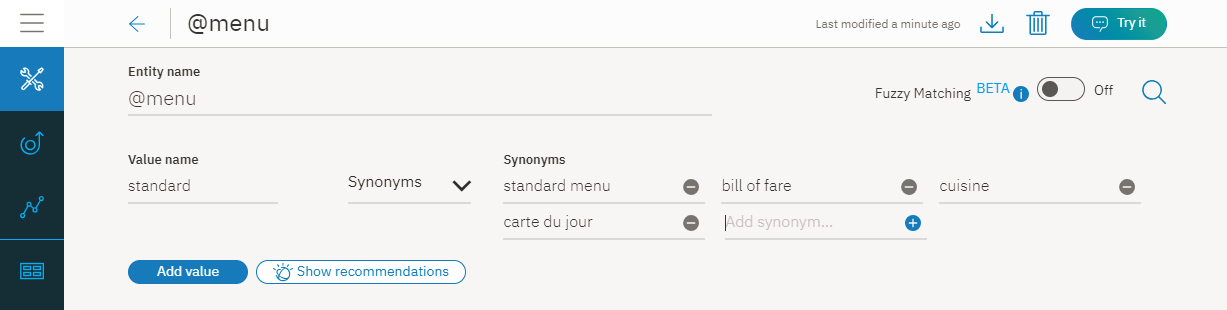 @menu
Last modified a minute ago
Try it
Entity name
@menu
Fuzzy Matching BETA i Off
Value name
Synonyms
standard
Synonyms
standard menu
bill of fare
cuisine
carte du jour
Add synonym...
Add value
Show recommendations